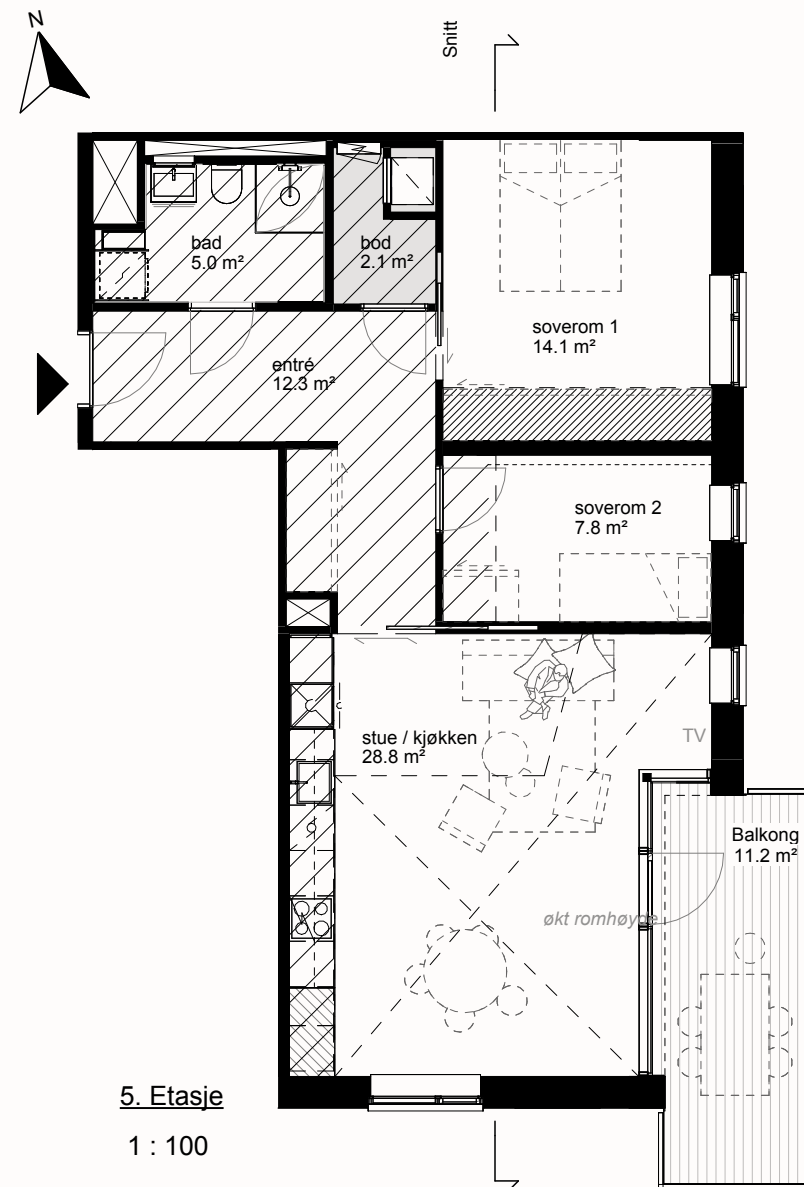 N
Snitt
bad
5.0 m²
bod
2.1 m²
soverom 1
14.1 m²
entré
12.3 m²
soverom 2
7.8 m²
stue / kjøkken
28.8 m²
TV
Balkong
11.2 m²
økt romhøyde
5. Etasje
1 : 100